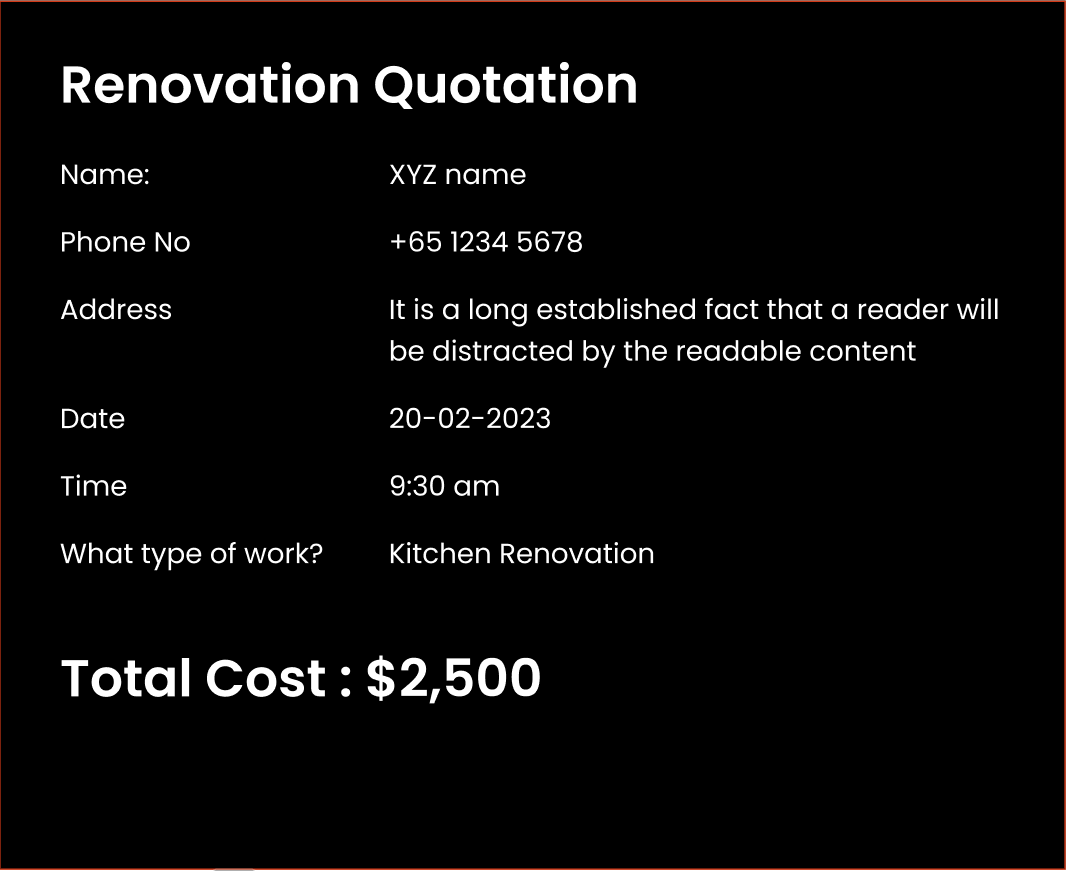 Renovation Quotation
Name: XYZ name
Phone No +65 1234 5678
Address It is a long established fact that a reader will
be distracted by the readable content
Date 20-02-2023
Time 9:30 am
What type of work? Kitchen Renovation
Total Cost : $2,500